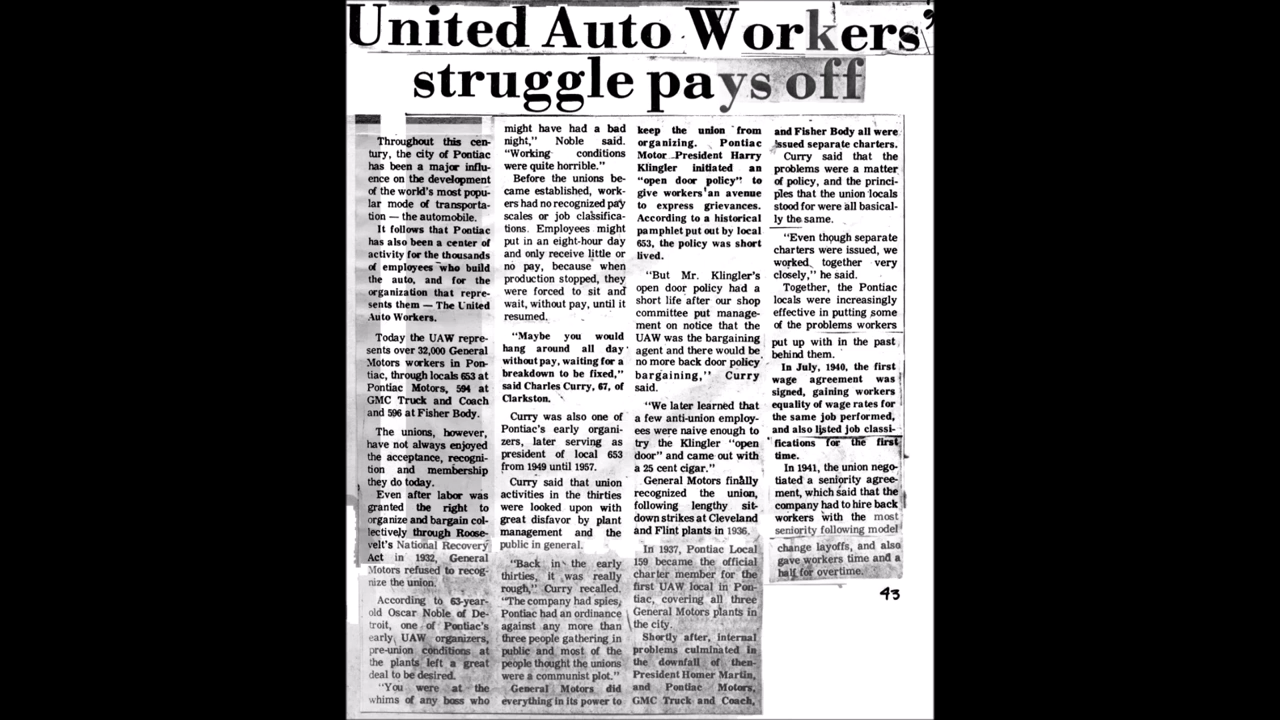 United Auto Workers'
struggle pays off
Throughout this cen-
tury, the city of Pontiac
has been a major influ-
ence on the development
of the world's most popu-
lar mode of transporta-
tion — the automobile.
It follows that Pontiac
has also been a center of
activity for the thousands
of employees who build
the auto, and for the
organization that repre-
sents them — The United
Auto Workers.
Today the UAW repre-
sents over 32,000 General
Motors workers in Pon-
tiac, through locals 653 at
Pontiac Motors, 594 at
GMC Truck and Coach
and 596 at Fisher Body.
The unions, however,
have not always enjoyed
the acceptance, recogni-
tion and membership
they do today.
Even after labor was
granted the right to
organize and bargain col-
lectively through Roose-
velt's National Recovery
Act in 1932, General
Motors refused to recog-
nize the union.
According to 63-year-
old Oscar Noble of De-
troit, one of Pontiac's
early UAW organizers,
pre-union conditions at
the plants left a great
deal to be desired.
"You were at the
whims of any boss who
might have had a bad
night," Noble said.
"Working conditions
were quite horrible."
Before the unions be-
came established, work-
ers had no recognized pay
scales or job classifica-
tions. Employees might
put in an eight-hour day
and only receive little or
no pay, because when
production stopped, they
were forced to sit and
wait, without pay, until it
resumed.
"Maybe you would
hang around all day
without pay, waiting for a
breakdown to be fixed,"
said Charles Curry, 67, of
Clarkston.
Curry was also one of
Pontiac's early organi-
zers, later serving as
president of local 653
from 1949 until 1957.
Curry said that union
activities in the thirties
were looked upon with
great disfavor by plant
management and the
public in general.
"Back in the early
thirties, it was really
rough," Curry recalled.
"The company had spies,
Pontiac had an ordinance
against any more than
three people gathering in
public and most of the
people thought the unions
were a communist plot."
General Motors did
everything in its power to
keep the union from
organizing. Pontiac
Motor President Harry
Klingler initiated an
"open door policy" to
give workers an avenue
to express grievances.
According to a historical
pamphlet put out by local
653, the policy was short
lived.
"But Mr. Klingler's
open door policy had a
short life after our shop
committee put manage-
ment on notice that the
UAW was the bargaining
agent and there would be
no more back door policy
bargaining," Curry
said.
"We later learned that
a few anti-union employ-
ees were naive enough to
try the Klingler "open
door" and came out with
a 25 cent cigar."
General Motors finally
recognized the union,
following lengthy sit-
down strikes at Cleveland
and Flint plants in 1936.
In 1937, Pontiac Local
159 became the official
charter member for the
first UAW local in Pon-
tiac, covering all three
General Motors plants in
the city.
Shortly after, internal
problems culminated in
the downfall of then-
President Homer Martin,
and Pontiac Motors,
GMC Truck and Coach,
and Fisher Body all were
issued separate charters.
Curry said that the
problems were a matter
of policy, and the princi-
ples that the union locals
stood for were all basical-
ly the same.
"Even though separate
charters were issued, we
worked together very
closely," he said.
Together, the Pontiac
locals were increasingly
effective in putting some
of the problems workers
put up with in the past
behind them.
In July, 1940, the first
wage agreement was
signed, gaining workers
equality of wage rates for
the same job performed,
and also listed job classi-
fications for the first
time.
In 1941, the union nego-
tiated a seniority agree-
ment, which said that the
company had to hire back
workers with the most
seniority following model
change layoffs, and also
gave workers time and a
half for overtime.
43